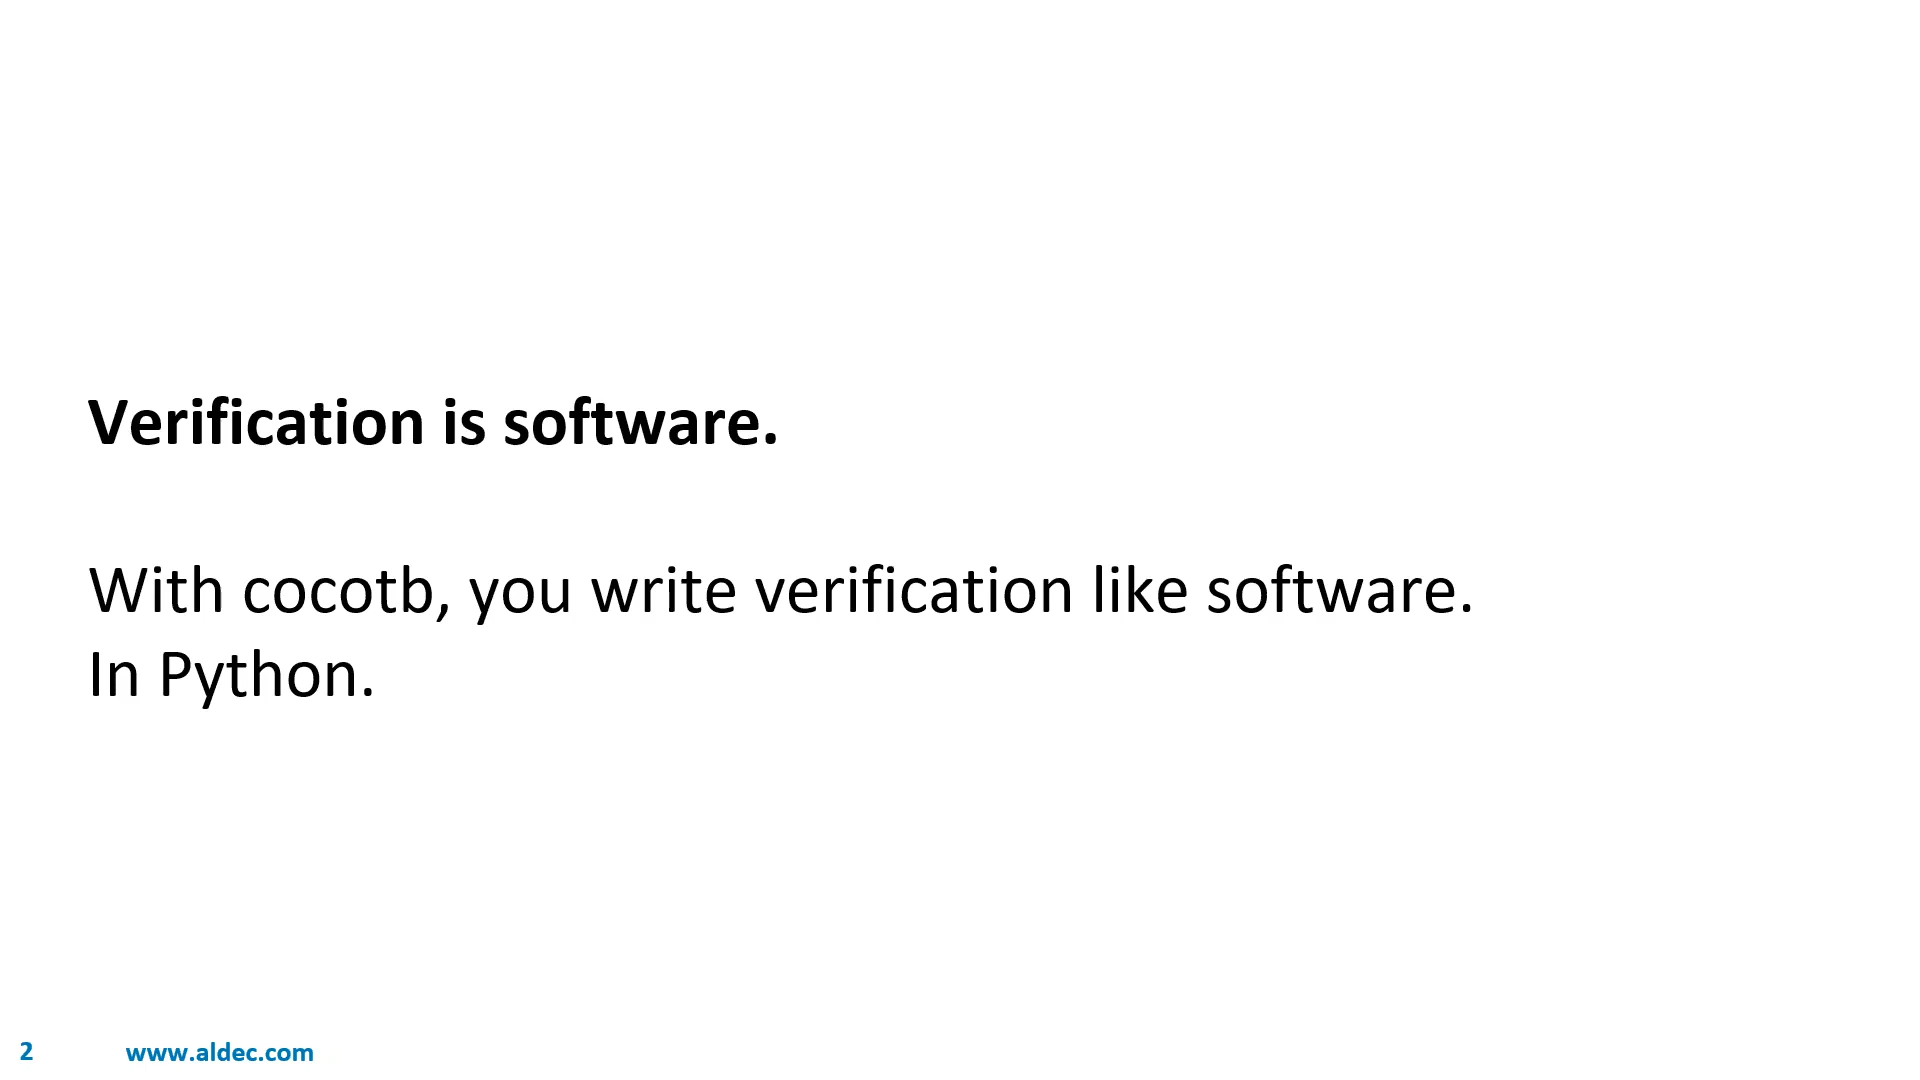 Verification is software.
With cocotb, you write verification like software.
In Python.
2 www.aldec.com